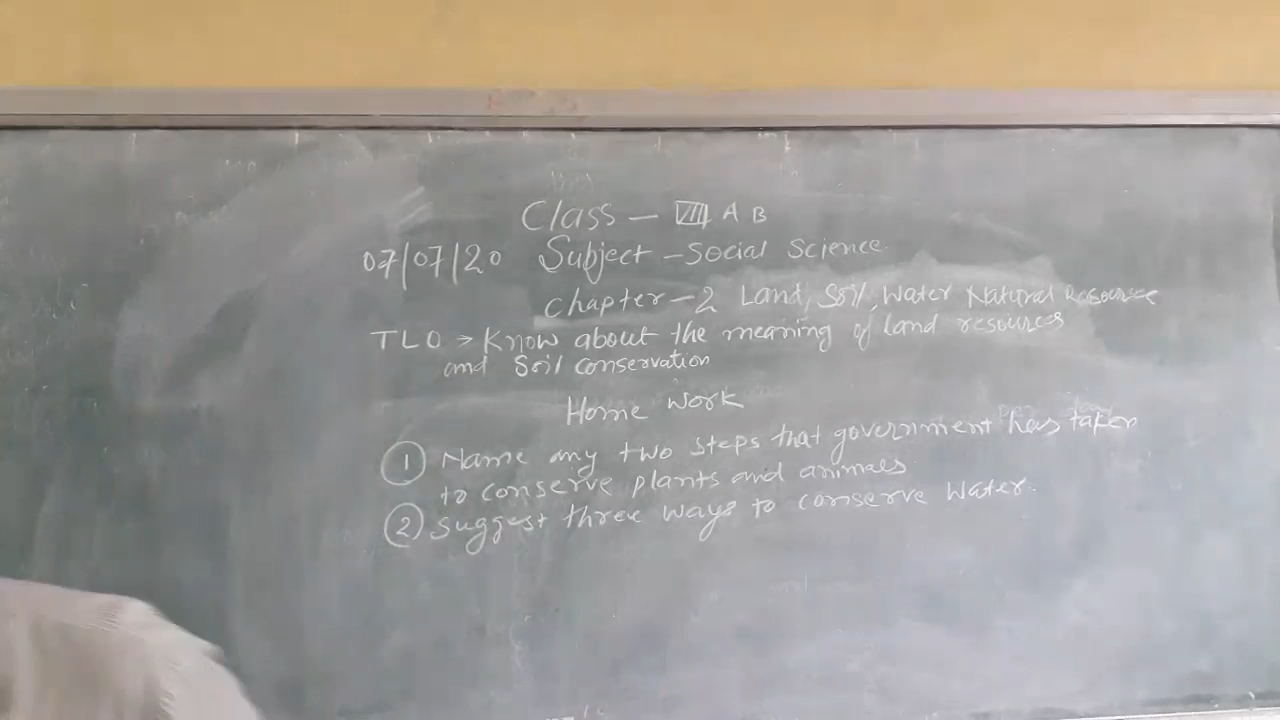 Class - VIII A B
07/07/20 Subject - Social Science
Chapter - 2 Land, Soil, Water Natural Resource
TLO > Know about the meaning of land resources
and Soil conservation
Home Work
① Name any two steps that government has taken
to conserve plants and animals
② Suggest three ways to conserve water.